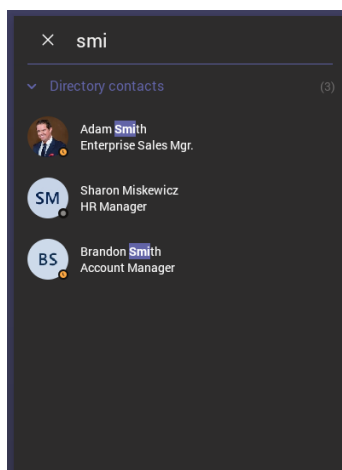 smi
Directory contacts (3)
Adam Smith
Enterprise Sales Mgr.
SM
Sharon Miskewicz
HR Manager
BS
Brandon Smith
Account Manager